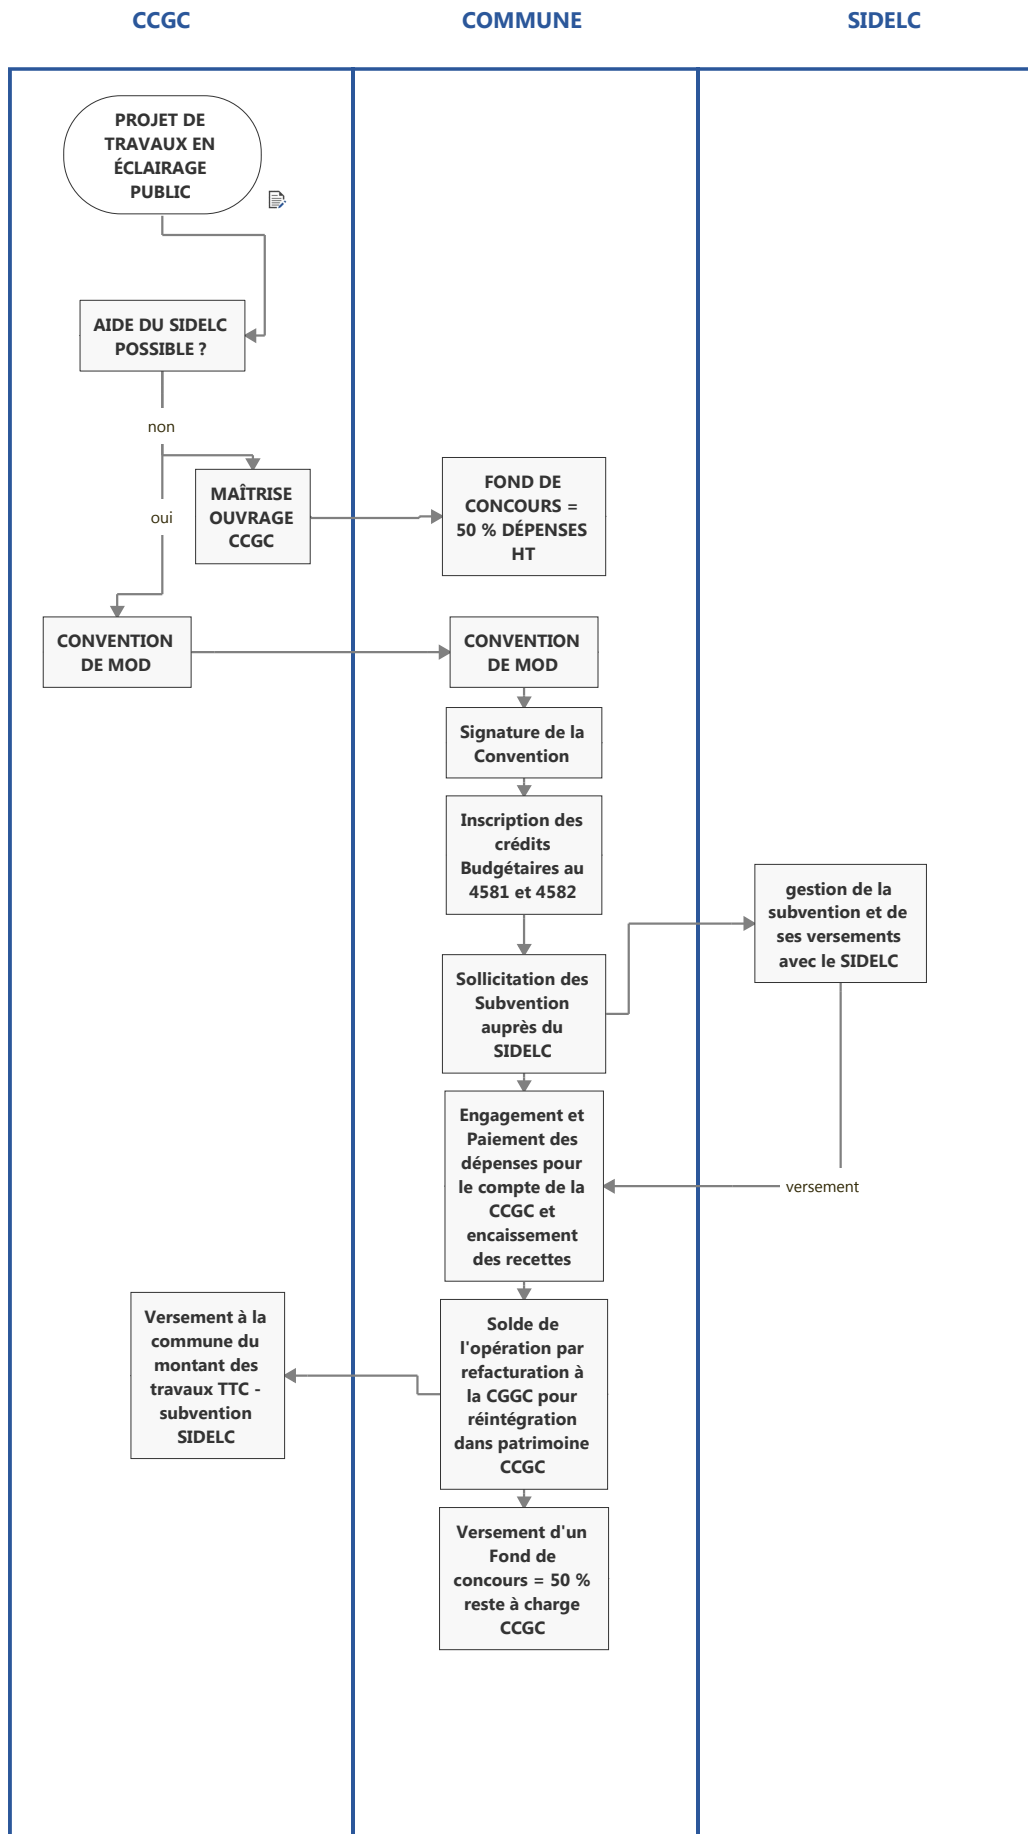 CCGC
COMMUNE
SIDELC
PROJET DE
TRAVAUX EN
ÉCLAIRAGE
PUBLIC
AIDE DU SIDELC
POSSIBLE ?
non
oui
MAÎTRISE
OUVRAGE
CCGC
FOND DE
CONCOURS =
50 % DÉPENSES
HT
CONVENTION
DE MOD
CONVENTION
DE MOD
Signature de la
Convention
Inscription des
crédits
Budgétaires au
4581 et 4582
gestion de la
subvention et de
ses versements
avec le SIDELC
Sollicitation des
Subvention
auprès du
SIDELC
Engagement et
Paiement des
dépenses pour
le compte de la
CCGC et
encaissement
des recettes
versement
Versement à la
commune du
montant des
travaux TTC -
subvention
SIDELC
Solde de
l'opération par
refacturation à
la CGGC pour
réintégration
dans patrimoine
CCGC
Versement d'un
Fond de
concours = 50 %
reste à charge
CCGC